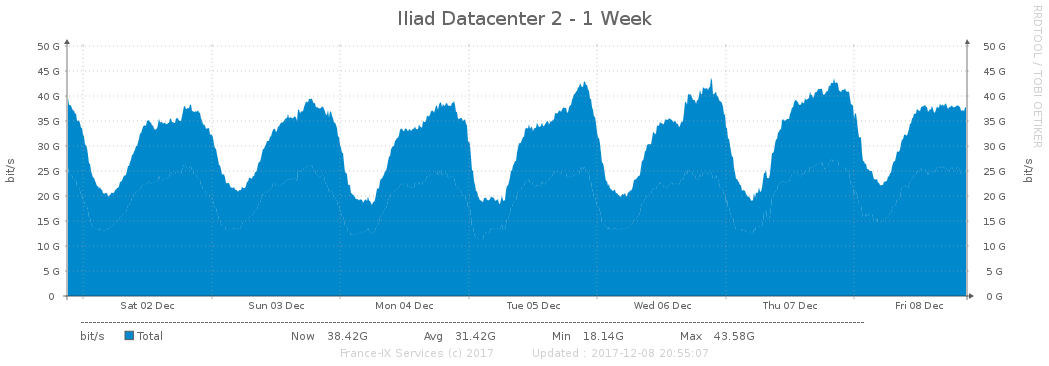 Iliad Datacenter 2 - 1 Week
RRDTOOL / TOBI OETIKER
50 G 50 G
45 G 45 G
40 G 40 G
35 G 35 G
30 G 30 G
25 G 25 G
20 G 20 G
15 G 15 G
10 G 10 G
5 G 5 G
0 0 G
bit/s bit/s
Sat 02 Dec Sun 03 Dec Mon 04 Dec Tue 05 Dec Wed 06 Dec Thu 07 Dec Fri 08 Dec
bit/s Total Now 38.42G Avg 31.42G Min 18.14G Max 43.58G
France-IX Services (c) 2017 Updated : 2017-12-08 20:55:07